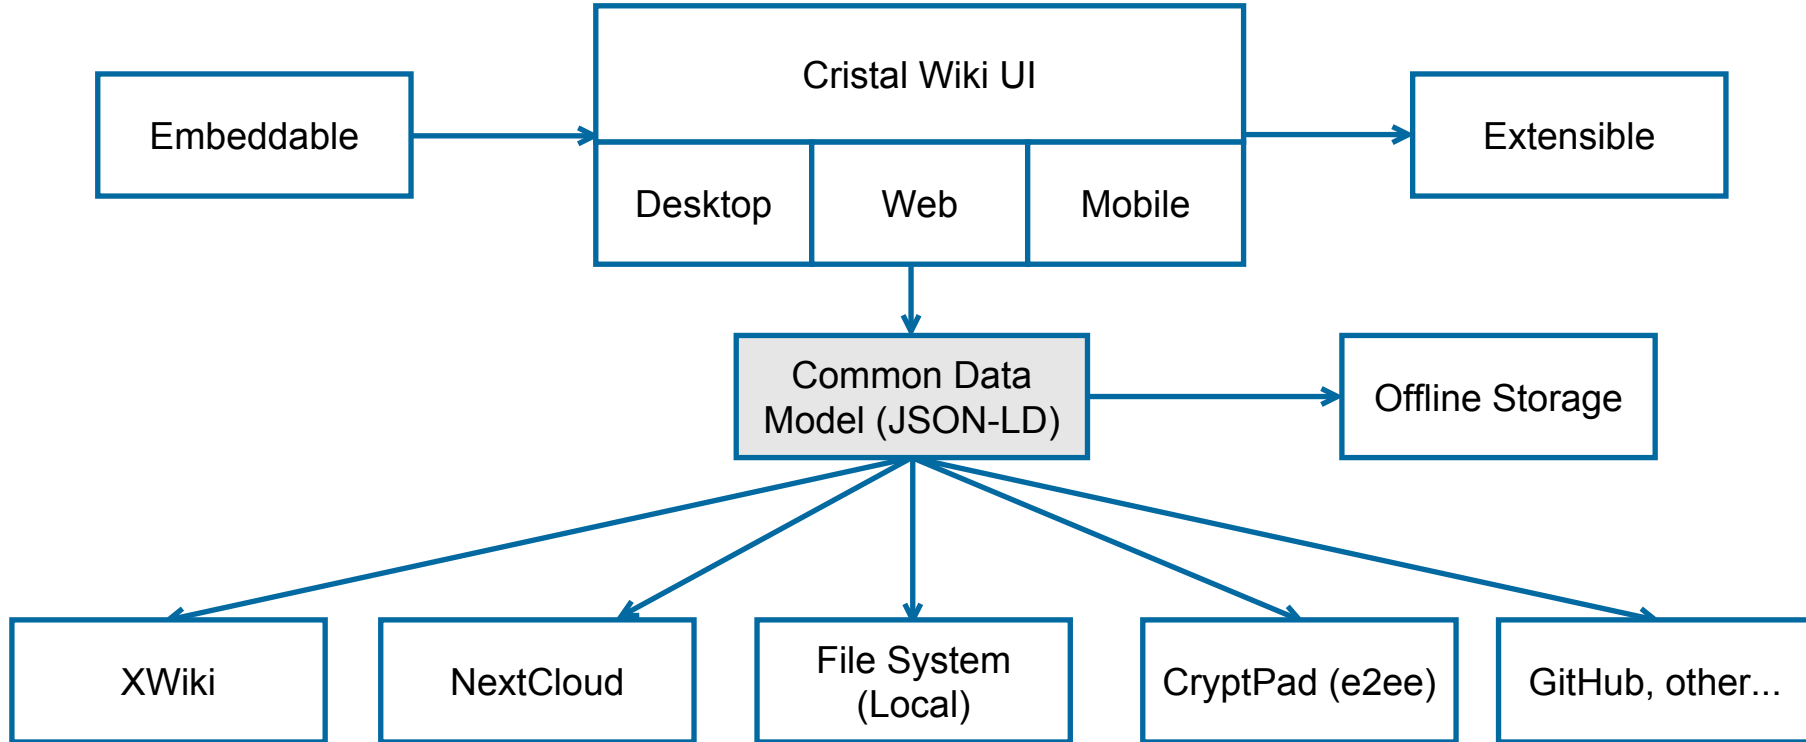 Cristal Wiki UI
Embeddable
Extensible
Desktop
Web
Mobile
Common Data
Model (JSON-LD)
Offline Storage
XWiki
NextCloud
File System
(Local)
CryptPad (e2ee)
GitHub, other...